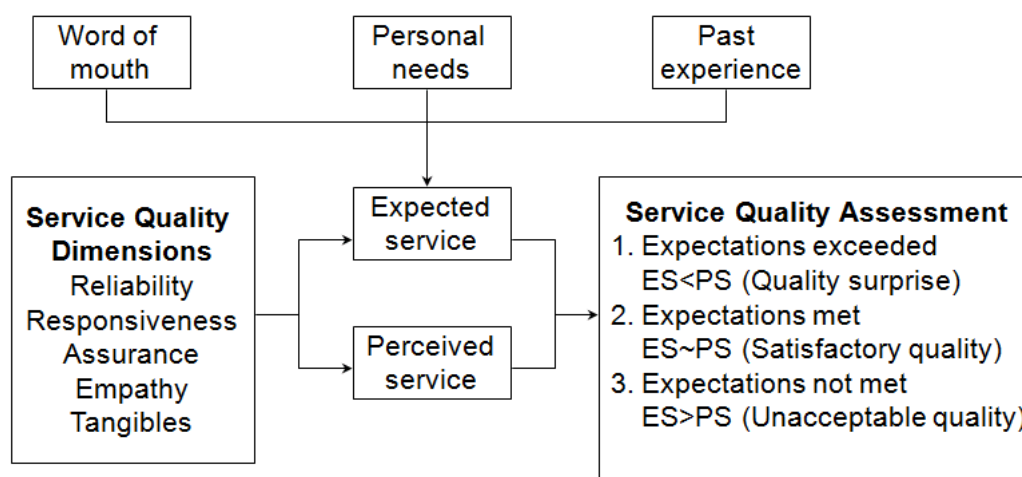 Word of
mouth
Personal
needs
Past
experience
Service Quality
Dimensions
Reliability
Responsiveness
Assurance
Empathy
Tangibles
Expected
service
Perceived
service
Service Quality Assessment
1. Expectations exceeded
ES<PS (Quality surprise)
2. Expectations met
ES~PS (Satisfactory quality)
3. Expectations not met
ES>PS (Unacceptable quality)